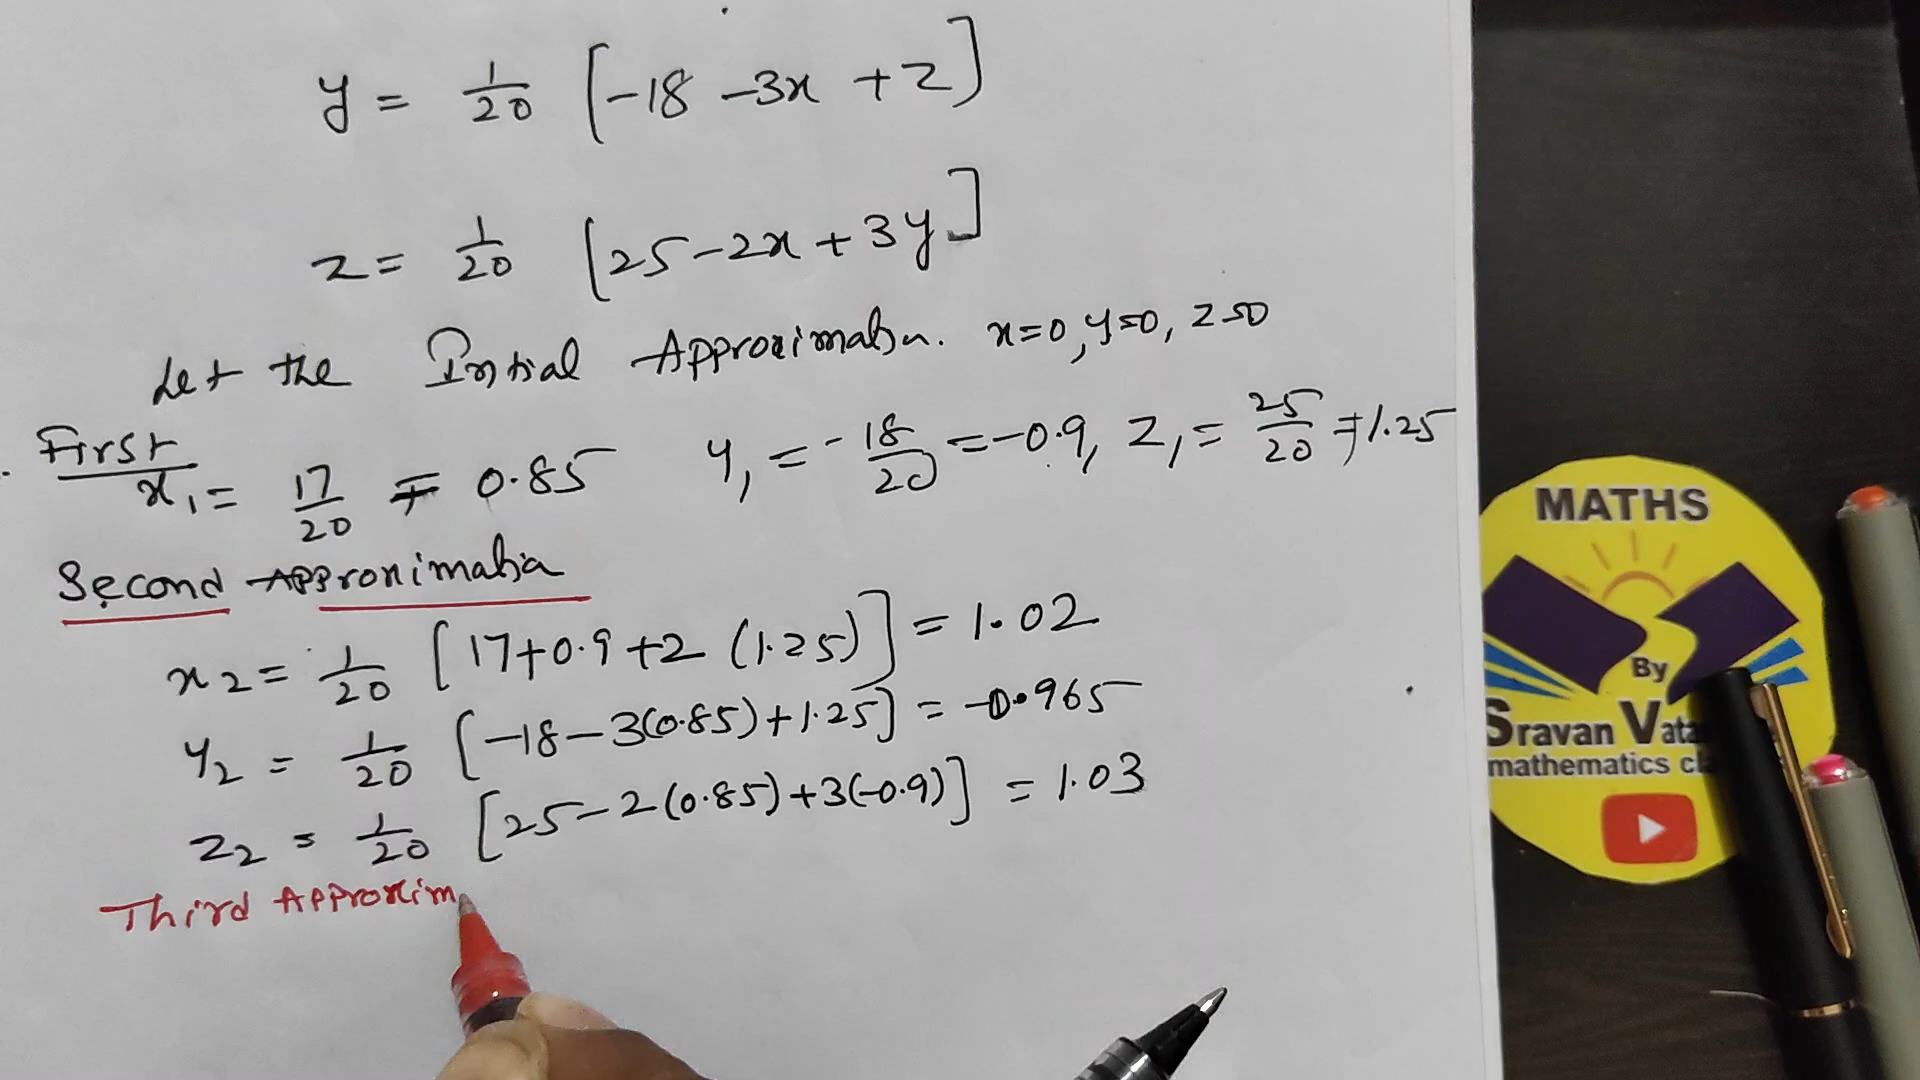 y = 1/20 [-18 -3x +z]
z = 1/20 [25-2x+3y]
Let the Initial Approximation. x=0, y=0, z=0
First
x₁ = 17/20 = 0.85 y₁ = -18/20 = -0.9, z₁ = 25/20 = 1.25
Second Approximation
x₂ = 1/20 [17+0.9+2 (1.25)] = 1.02
y₂ = 1/20 [-18-3(0.85)+1.25] = -0.965
z₂ = 1/20 [25-2(0.85)+3(-0.9)] = 1.03
Third Approxim
MATHS
By
Sravan Vata
mathematics cla